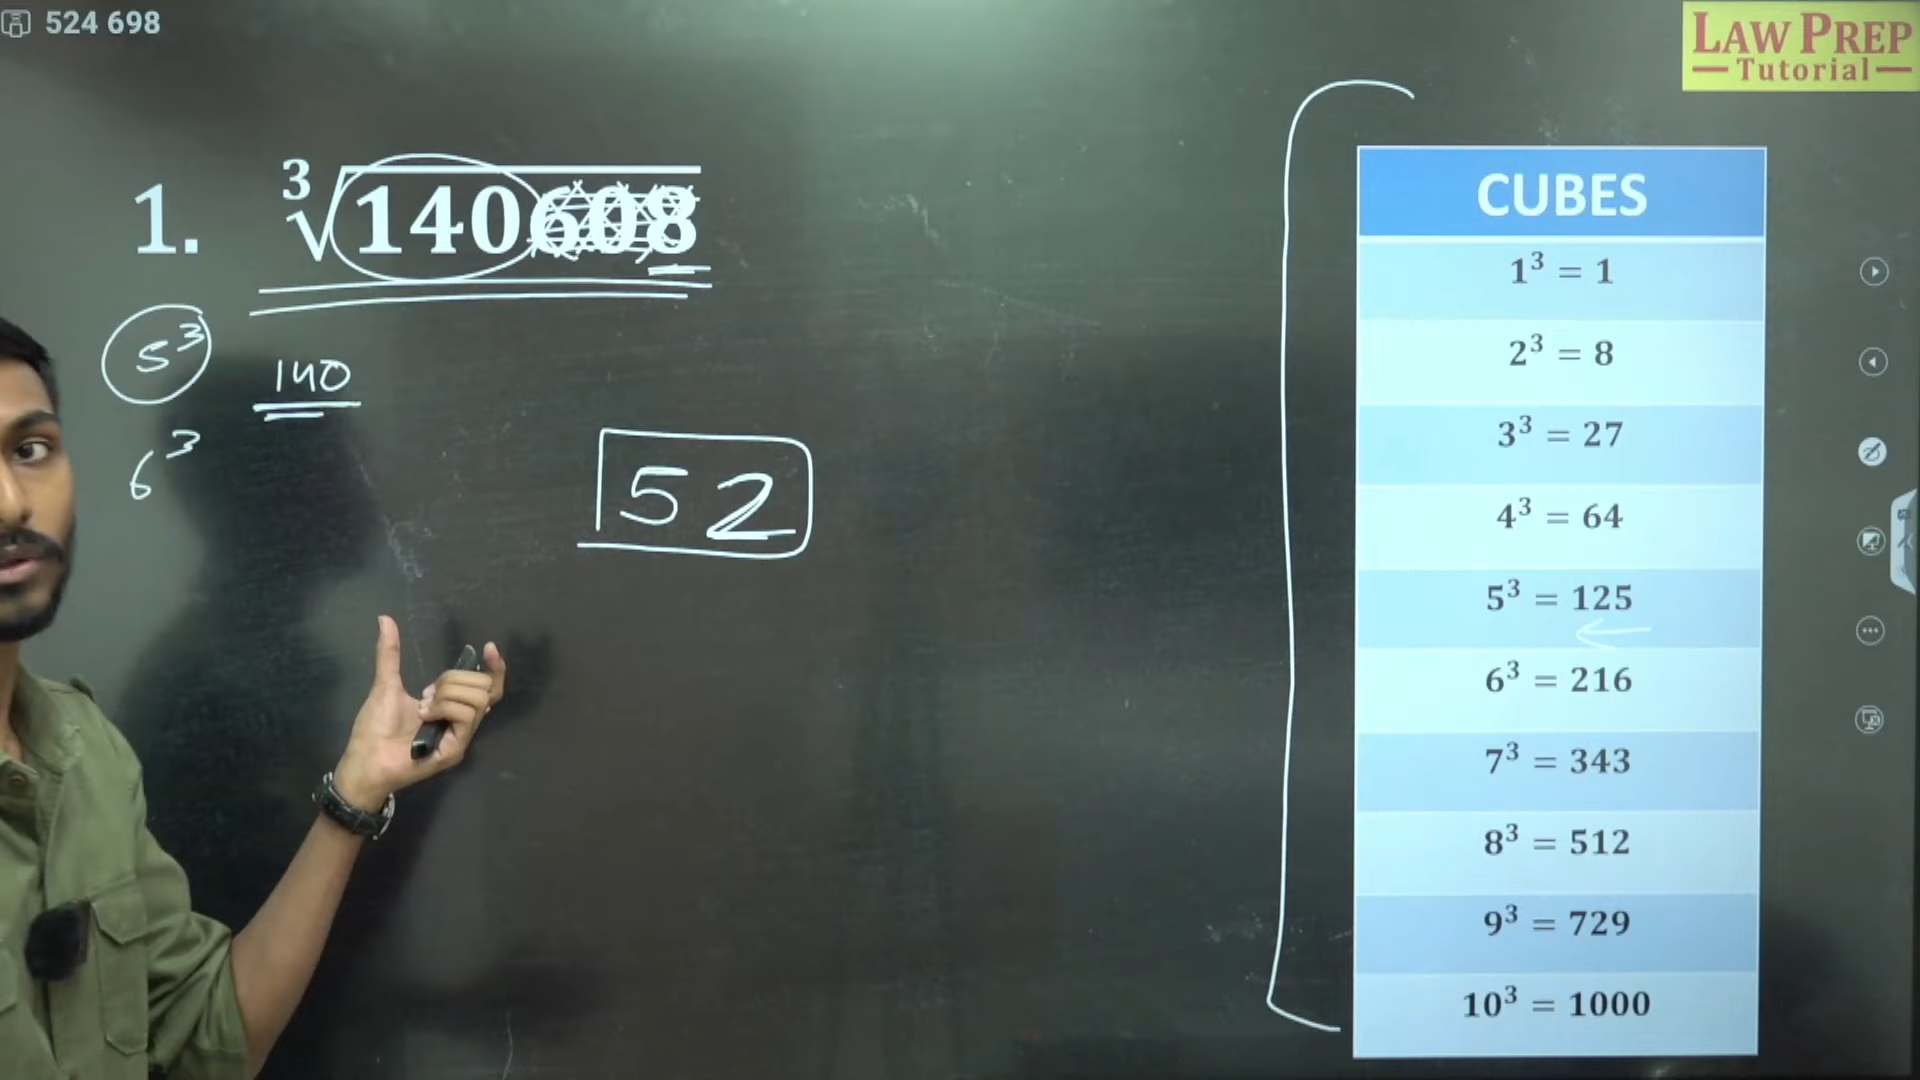 524 698
LAW PREP
Tutorial
1. ∛140608
5³
140
6³
52
CUBES
1³ = 1
2³ = 8
3³ = 27
4³ = 64
5³ = 125
6³ = 216
7³ = 343
8³ = 512
9³ = 729
10³ = 1000